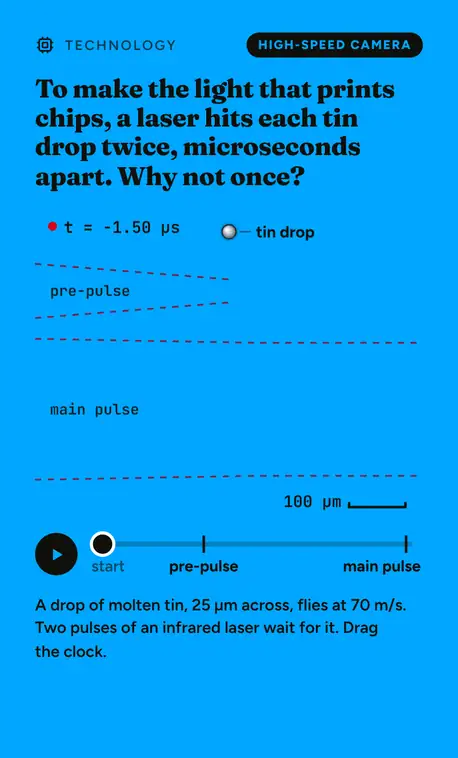 TECHNOLOGY
HIGH-SPEED CAMERA
To make the light that prints
chips, a laser hits each tin
drop twice, microseconds
apart. Why not once?
t = -1.50 µs
tin drop
pre-pulse
main pulse
100 µm
start
pre-pulse
main pulse
A drop of molten tin, 25 µm across, flies at 70 m/s.
Two pulses of an infrared laser wait for it. Drag
the clock.